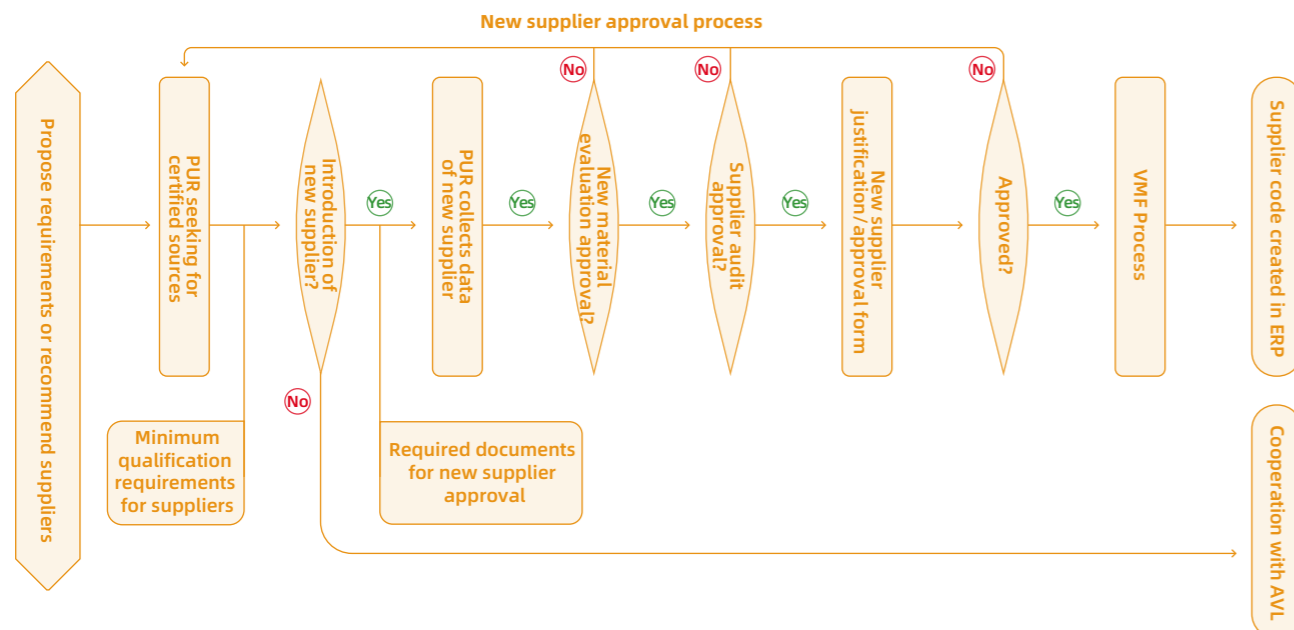 New supplier approval process
No
No
No
Propose requirements or recommend suppliers
PUR seeking for
certified sources
Introduction of
new supplier?
Yes
PUR collects data
of new supplier
Yes
New material
evaluation approval?
Yes
Supplier audit
approval?
Yes
New supplier
justification/approval form
Approved?
Yes
VMF Process
Supplier code created in ERP
No
Minimum
qualification
requirements
for suppliers
Required documents
for new supplier
approval
Cooperation with AVL